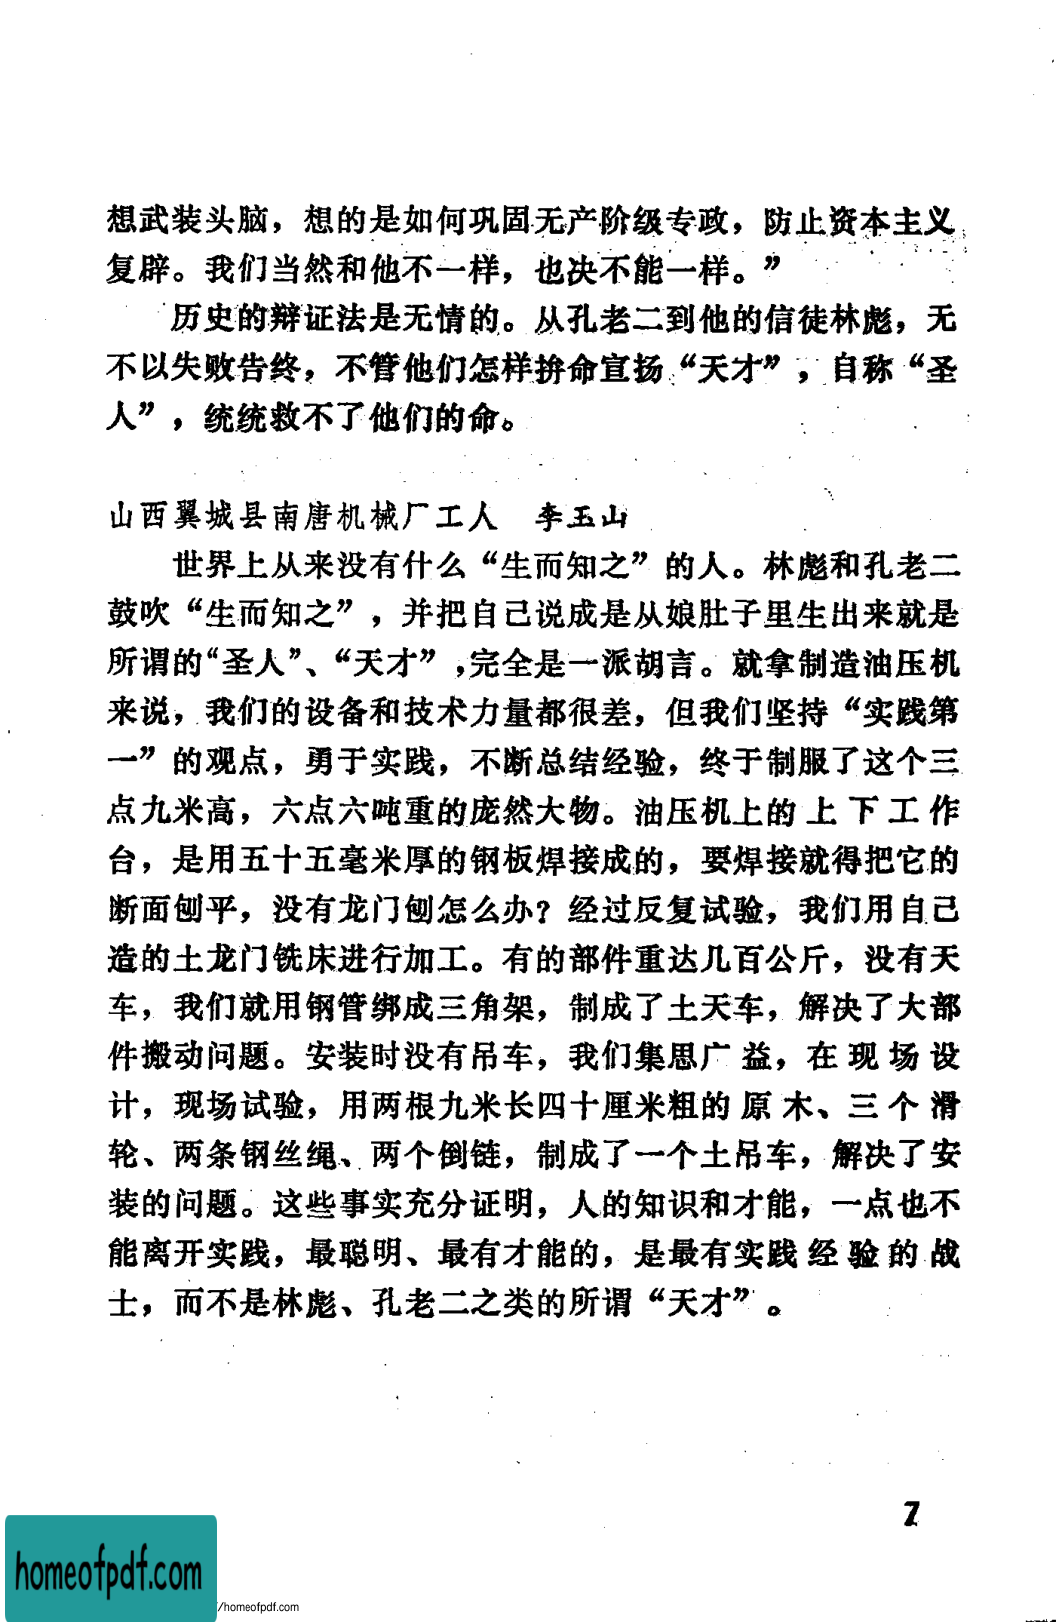 想武装头脑，想的是如何巩固无产阶级专政，防止资本主义
复辟。我们当然和他不一样，也决不能一样。”
历史的辩证法是无情的。从孔老二到他的信徒林彪，无
不以失败告终，不管他们怎样拚命宣扬“天才”，自称“圣
人”，统统救不了他们的命。
山西翼城县南唐机械厂工人　李玉山
世界上从来没有什么“生而知之”的人。林彪和孔老二
鼓吹“生而知之”，并把自己说成是从娘肚子里生出来就是
所谓的“圣人”、“天才”，完全是一派胡言。就拿制造油压机
来说，我们的设备和技术力量都很差，但我们坚持“实践第
一”的观点，勇于实践，不断总结经验，终于制服了这个三
点九米高，六点六吨重的庞然大物。油压机上的上下工作
台，是用五十五毫米厚的钢板焊接成的，要焊接就得把它的
断面刨平，没有龙门刨怎么办？经过反复试验，我们用自己
造的土龙门铣床进行加工。有的部件重达几百公斤，没有天
车，我们就用钢管绑成三角架，制成了土天车，解决了大部
件搬动问题。安装时没有吊车，我们集思广益，在现场设
计，现场试验，用两根九米长四十厘米粗的原木、三个滑
轮、两条钢丝绳、两个倒链，制成了一个土吊车，解决了安
装的问题。这些事实充分证明，人的知识和才能，一点也不
能离开实践，最聪明、最有才能的，是最有实践经验的战
士，而不是林彪、孔老二之类的所谓“天才”。
7
homeofpdf.com
/homeofpdf.com